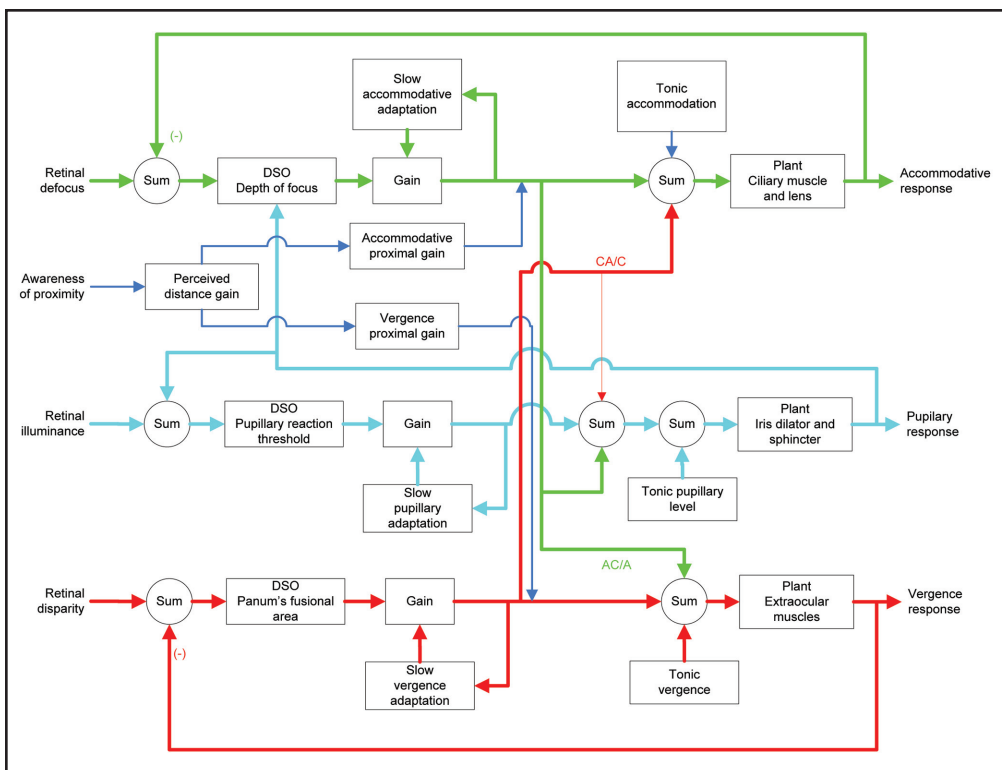 Slow
accommodative
adaptation
Tonic
accommodation
(-)
Retinal
defocus
Sum
DSO
Depth of focus
Gain
Sum
Plant
Ciliary muscle
and lens
Accommodative
response
Accommodative
proximal gain
CA/C
Awareness
of proximity
Perceived
distance gain
Vergence
proximal gain
Retinal
illuminance
Sum
DSO
Pupillary reaction
threshold
Gain
Sum
Sum
Plant
Iris dilator and
sphincter
Pupilary
response
Slow
pupillary
adaptation
Tonic pupillary
level
AC/A
Retinal
disparity
Sum
DSO
Panum's fusional
area
Gain
Sum
Plant
Extraocular
muscles
Vergence
response
(-)
Slow
vergence
adaptation
Tonic
vergence